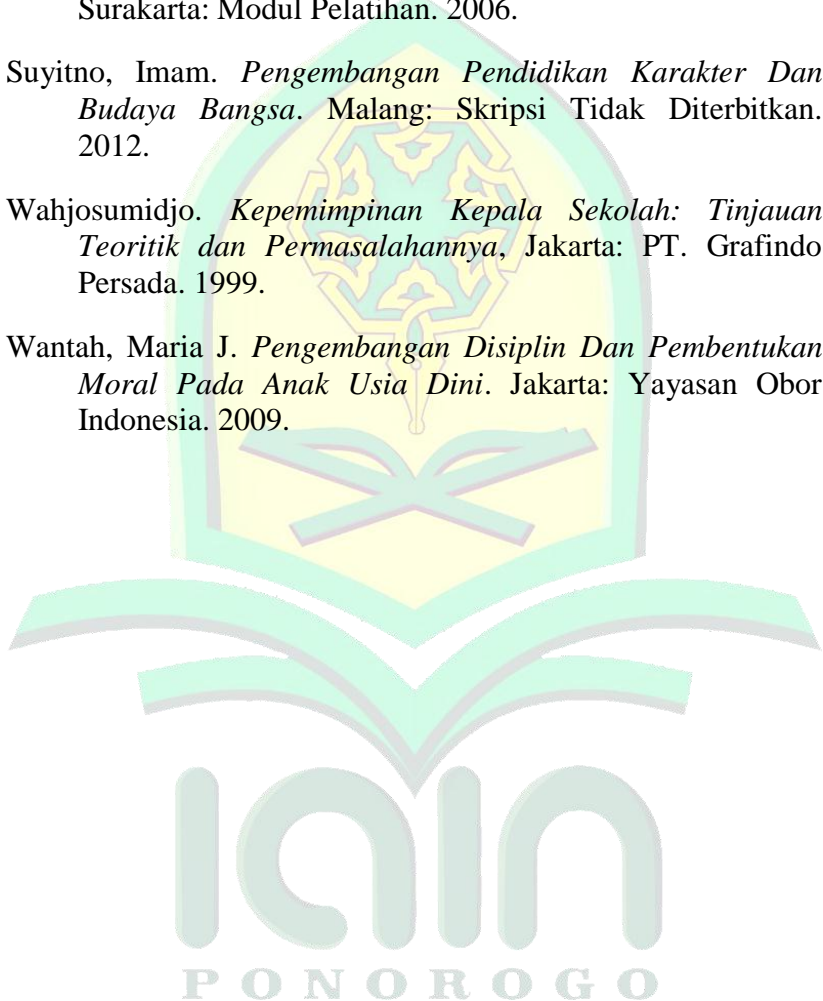 Surakarta: Modul Pelatihan. 2006.
Suyitno, Imam. Pengembangan Pendidikan Karakter Dan
Budaya Bangsa. Malang: Skripsi Tidak Diterbitkan.
2012.
Wahjosumidjo. Kepemimpinan Kepala Sekolah: Tinjauan
Teoritik dan Permasalahannya, Jakarta: PT. Grafindo
Persada. 1999.
Wantah, Maria J. Pengembangan Disiplin Dan Pembentukan
Moral Pada Anak Usia Dini. Jakarta: Yayasan Obor
Indonesia. 2009.
IAIN
PONOROGO